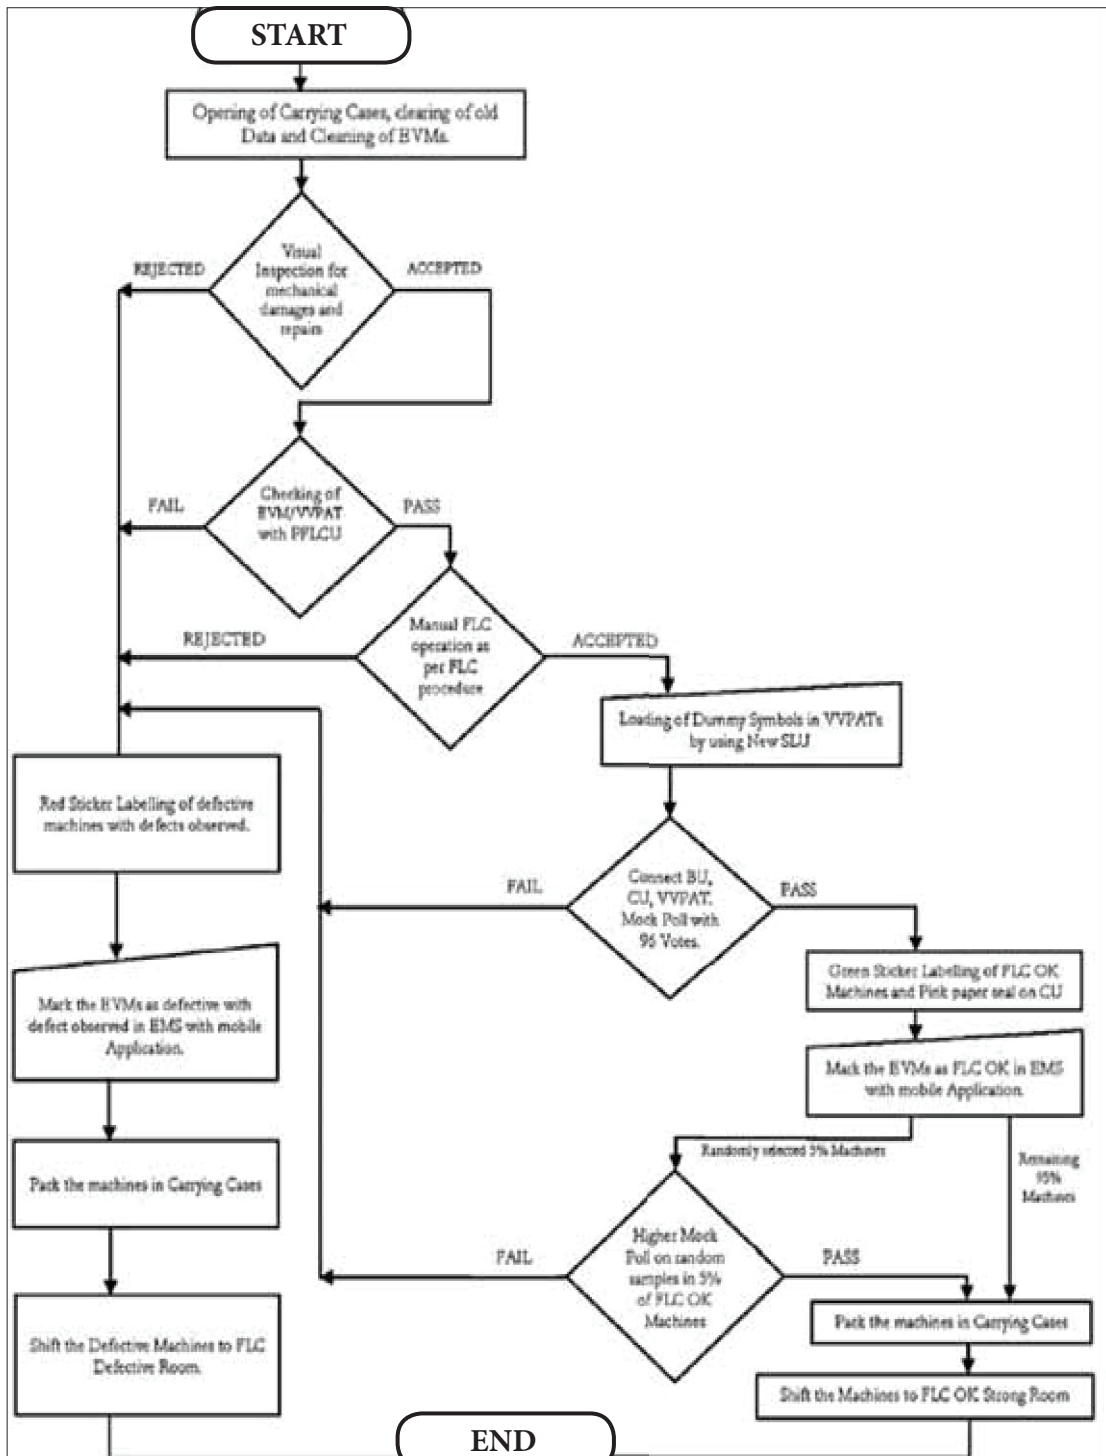 START
Opening of Carrying Cases, clearing of old
Data and Cleaning of EVMs.
Visual
Inspection for
mechanical
damages and
repairs
REJECTED
ACCEPTED
Checking of
EVM/VVPAT
with PFLCU
FAIL
PASS
Manual FLC
operation as
per FLC
procedure
REJECTED
ACCEPTED
Loading of Dummy Symbols in VVPATs
by using New SLU
Connect BU,
CU, VVPAT.
Mock Poll with
96 Votes.
FAIL
PASS
Red Sticker Labelling of defective
machines with defects observed.
Green Sticker Labelling of FLC OK
Machines and Pink paper seal on CU
Mark the EVMs as defective with
defect observed in EMS with mobile
Application.
Mark the EVMs as FLC OK in EMS
with mobile Application.
Randomly selected 5% Machines
Remaining
95%
Machines
Pack the machines in Carrying Cases
Higher Mock
Poll on random
samples in 5%
of FLC OK
Machines
FAIL
PASS
Pack the machines in Carrying Cases
Shift the Defective Machines to FLC
Defective Room.
Shift the Machines to FLC OK Strong Room
END